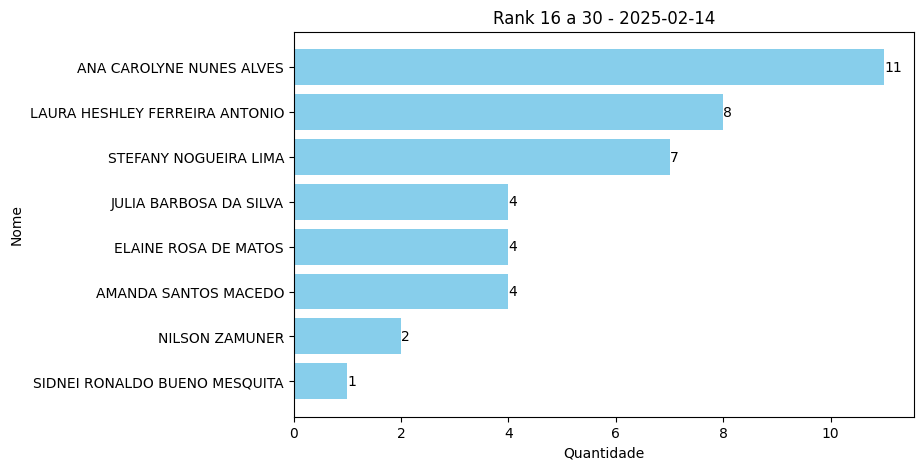 Rank 16 a 30 - 2025-02-14
ANA CAROLYNE NUNES ALVES 11
LAURA HESHLEY FERREIRA ANTONIO 8
STEFANY NOGUEIRA LIMA 7
JULIA BARBOSA DA SILVA 4
ELAINE ROSA DE MATOS 4
AMANDA SANTOS MACEDO 4
NILSON ZAMUNER 2
SIDNEI RONALDO BUENO MESQUITA 1
Nome
0 2 4 6 8 10
Quantidade